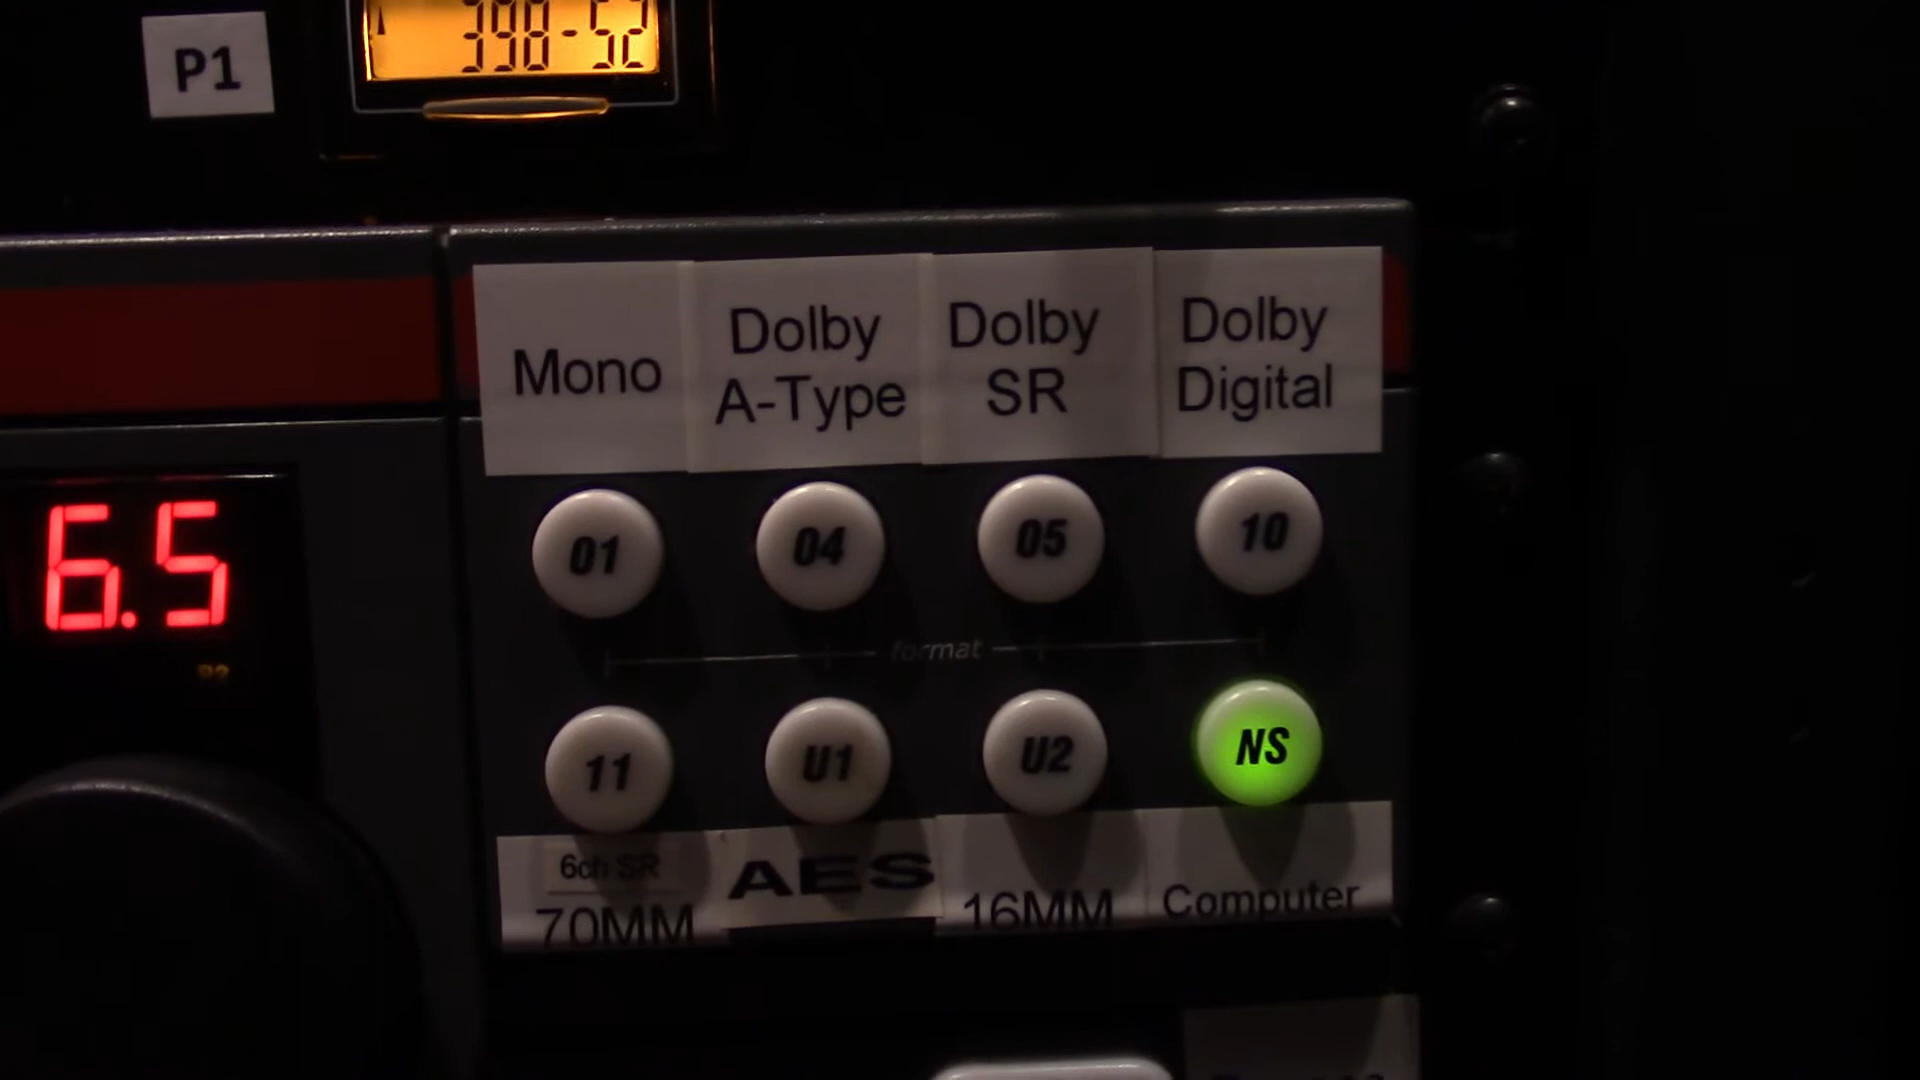 P1
398-52
Mono
Dolby
A-Type
Dolby
SR
Dolby
Digital
01
04
05
10
6.5
format
11
U1
U2
NS
6ch SR
70MM
AES
16MM
Computer